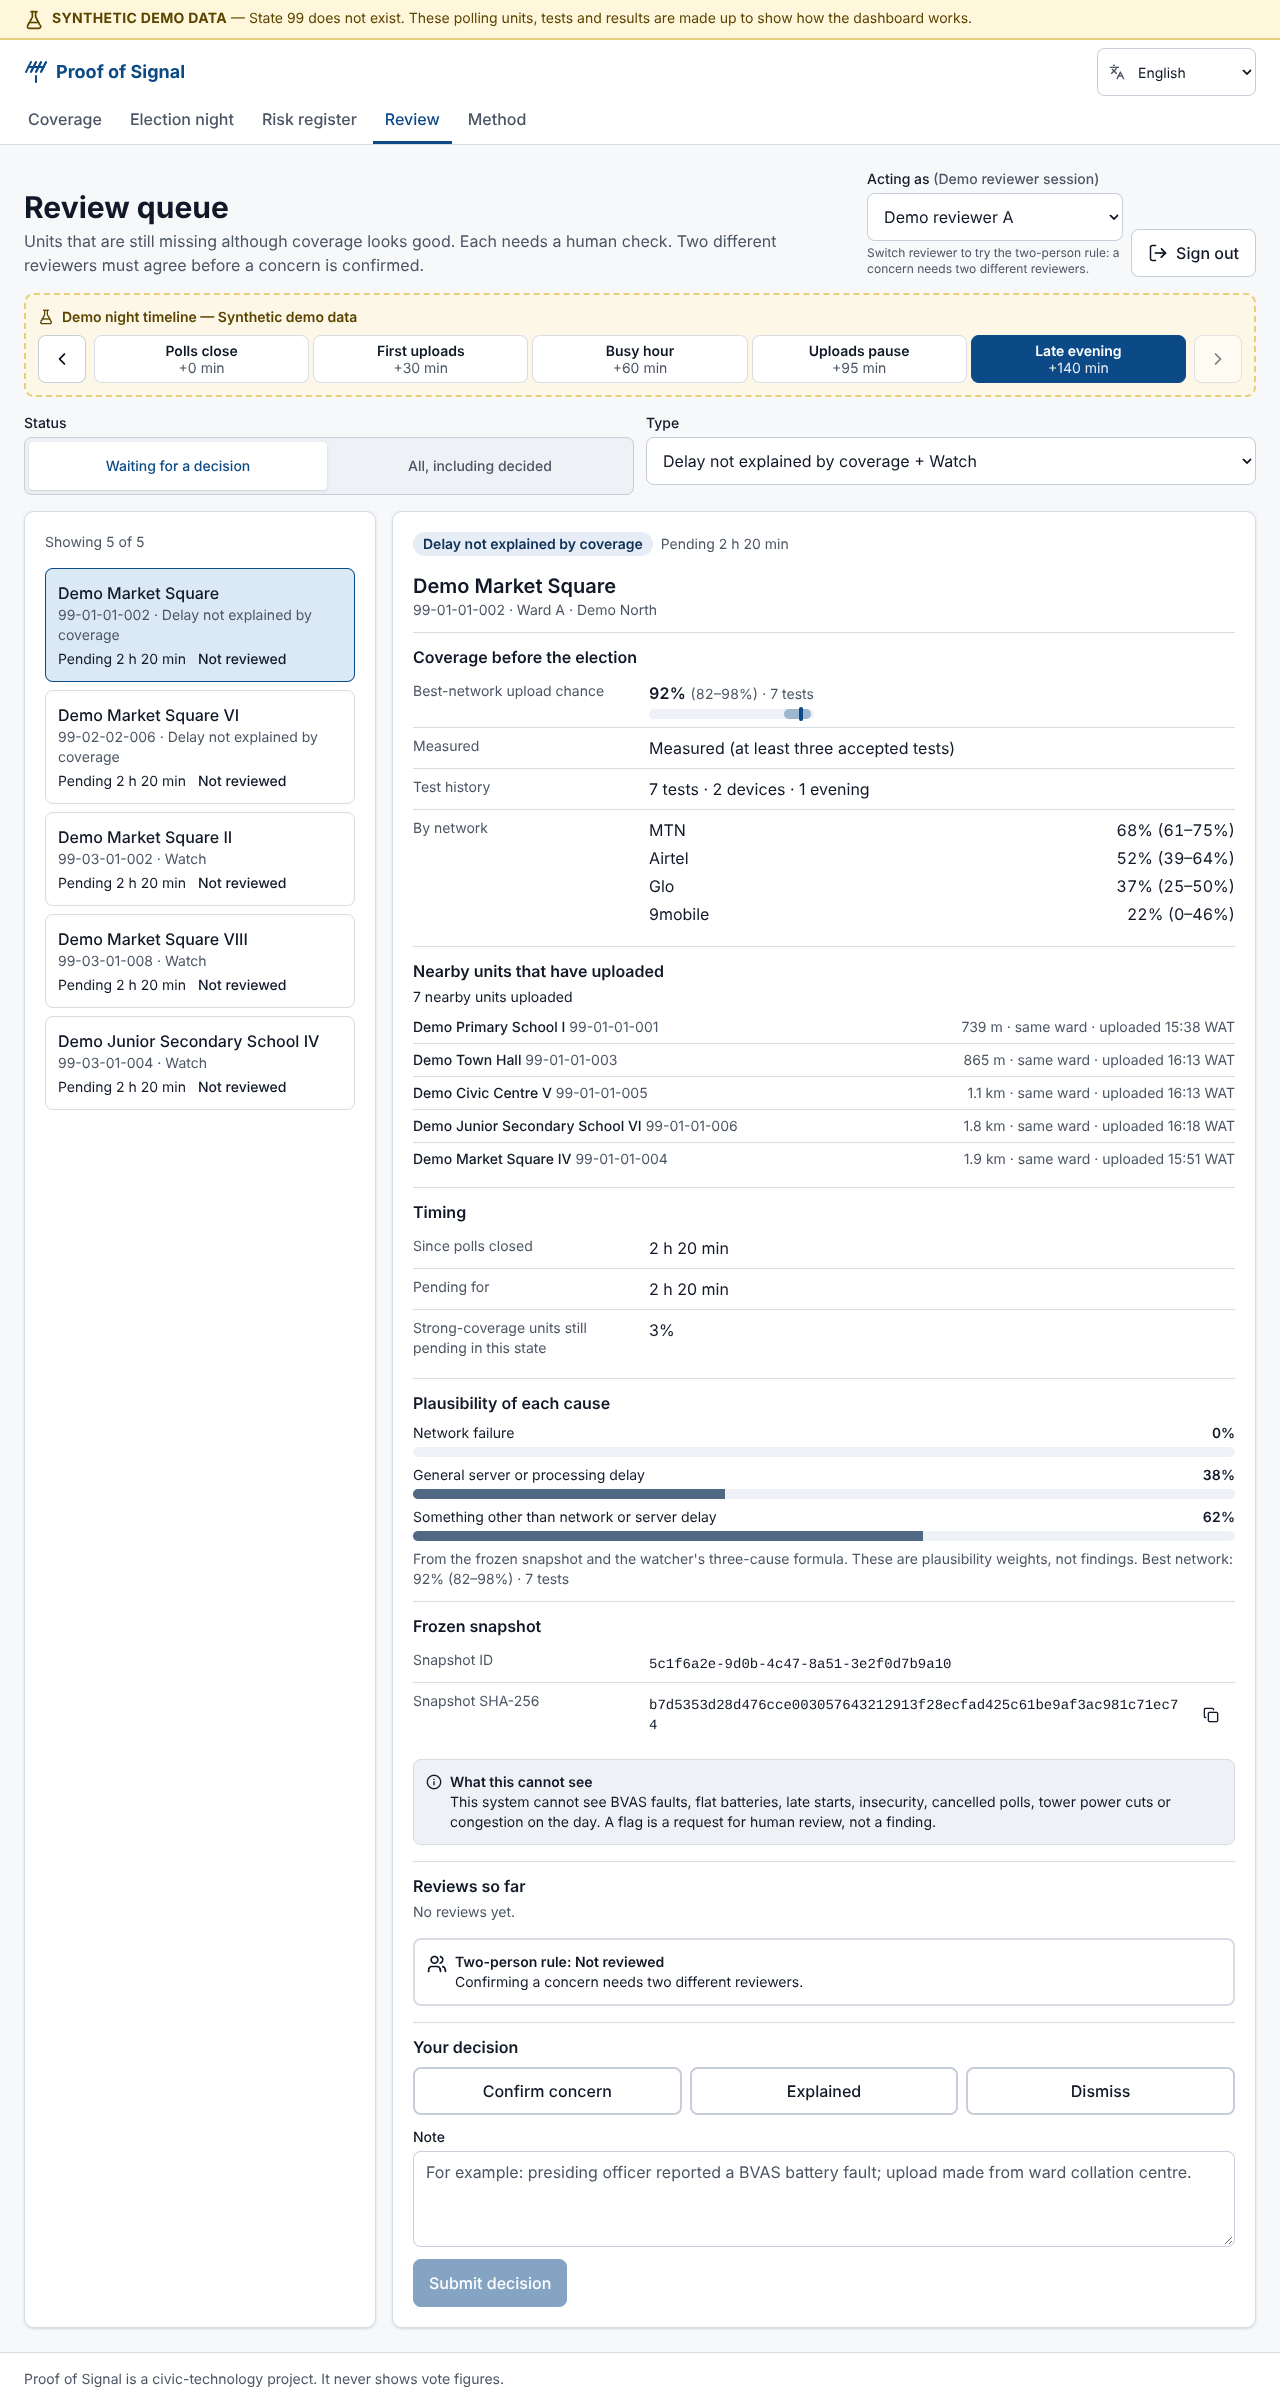 SYNTHETIC DEMO DATA — State 99 does not exist. These polling units, tests and results are made up to show how the dashboard works.
Proof of Signal
English
Coverage
Election night
Risk register
Review
Method
Review queue
Units that are still missing although coverage looks good. Each needs a human check. Two different
reviewers must agree before a concern is confirmed.
Acting as (Demo reviewer session)
Demo reviewer A
Switch reviewer to try the two-person rule: a
concern needs two different reviewers.
Sign out
Demo night timeline — Synthetic demo data
Polls close
+0 min
First uploads
+30 min
Busy hour
+60 min
Uploads pause
+95 min
Late evening
+140 min
Status
Waiting for a decision
All, including decided
Type
Delay not explained by coverage + Watch
Showing 5 of 5
Demo Market Square
99-01-01-002 · Delay not explained by
coverage
Pending 2 h 20 min Not reviewed
Demo Market Square VI
99-02-02-006 · Delay not explained by
coverage
Pending 2 h 20 min Not reviewed
Demo Market Square II
99-03-01-002 · Watch
Pending 2 h 20 min Not reviewed
Demo Market Square VIII
99-03-01-008 · Watch
Pending 2 h 20 min Not reviewed
Demo Junior Secondary School IV
99-03-01-004 · Watch
Pending 2 h 20 min Not reviewed
Delay not explained by coverage Pending 2 h 20 min
Demo Market Square
99-01-01-002 · Ward A · Demo North
Coverage before the election
Best-network upload chance 92% (82–98%) · 7 tests
Measured Measured (at least three accepted tests)
Test history 7 tests · 2 devices · 1 evening
By network MTN 68% (61–75%)
Airtel 52% (39–64%)
Glo 37% (25–50%)
9mobile 22% (0–46%)
Nearby units that have uploaded
7 nearby units uploaded
Demo Primary School I 99-01-01-001 739 m · same ward · uploaded 15:38 WAT
Demo Town Hall 99-01-01-003 865 m · same ward · uploaded 16:13 WAT
Demo Civic Centre V 99-01-01-005 1.1 km · same ward · uploaded 16:13 WAT
Demo Junior Secondary School VI 99-01-01-006 1.8 km · same ward · uploaded 16:18 WAT
Demo Market Square IV 99-01-01-004 1.9 km · same ward · uploaded 15:51 WAT
Timing
Since polls closed 2 h 20 min
Pending for 2 h 20 min
Strong-coverage units still 3%
pending in this state
Plausibility of each cause
Network failure 0%
General server or processing delay 38%
Something other than network or server delay 62%
From the frozen snapshot and the watcher's three-cause formula. These are plausibility weights, not findings. Best network:
92% (82–98%) · 7 tests
Frozen snapshot
Snapshot ID 5c1f6a2e-9d0b-4c47-8a51-3e2f0d7b9a10
Snapshot SHA-256 b7d5353d28d476cce003057643212913f28ecfad425c61be9af3ac981c71ec7
4
What this cannot see
This system cannot see BVAS faults, flat batteries, late starts, insecurity, cancelled polls, tower power cuts or
congestion on the day. A flag is a request for human review, not a finding.
Reviews so far
No reviews yet.
Two-person rule: Not reviewed
Confirming a concern needs two different reviewers.
Your decision
Confirm concern
Explained
Dismiss
Note
For example: presiding officer reported a BVAS battery fault; upload made from ward collation centre.
Submit decision
Proof of Signal is a civic-technology project. It never shows vote figures.